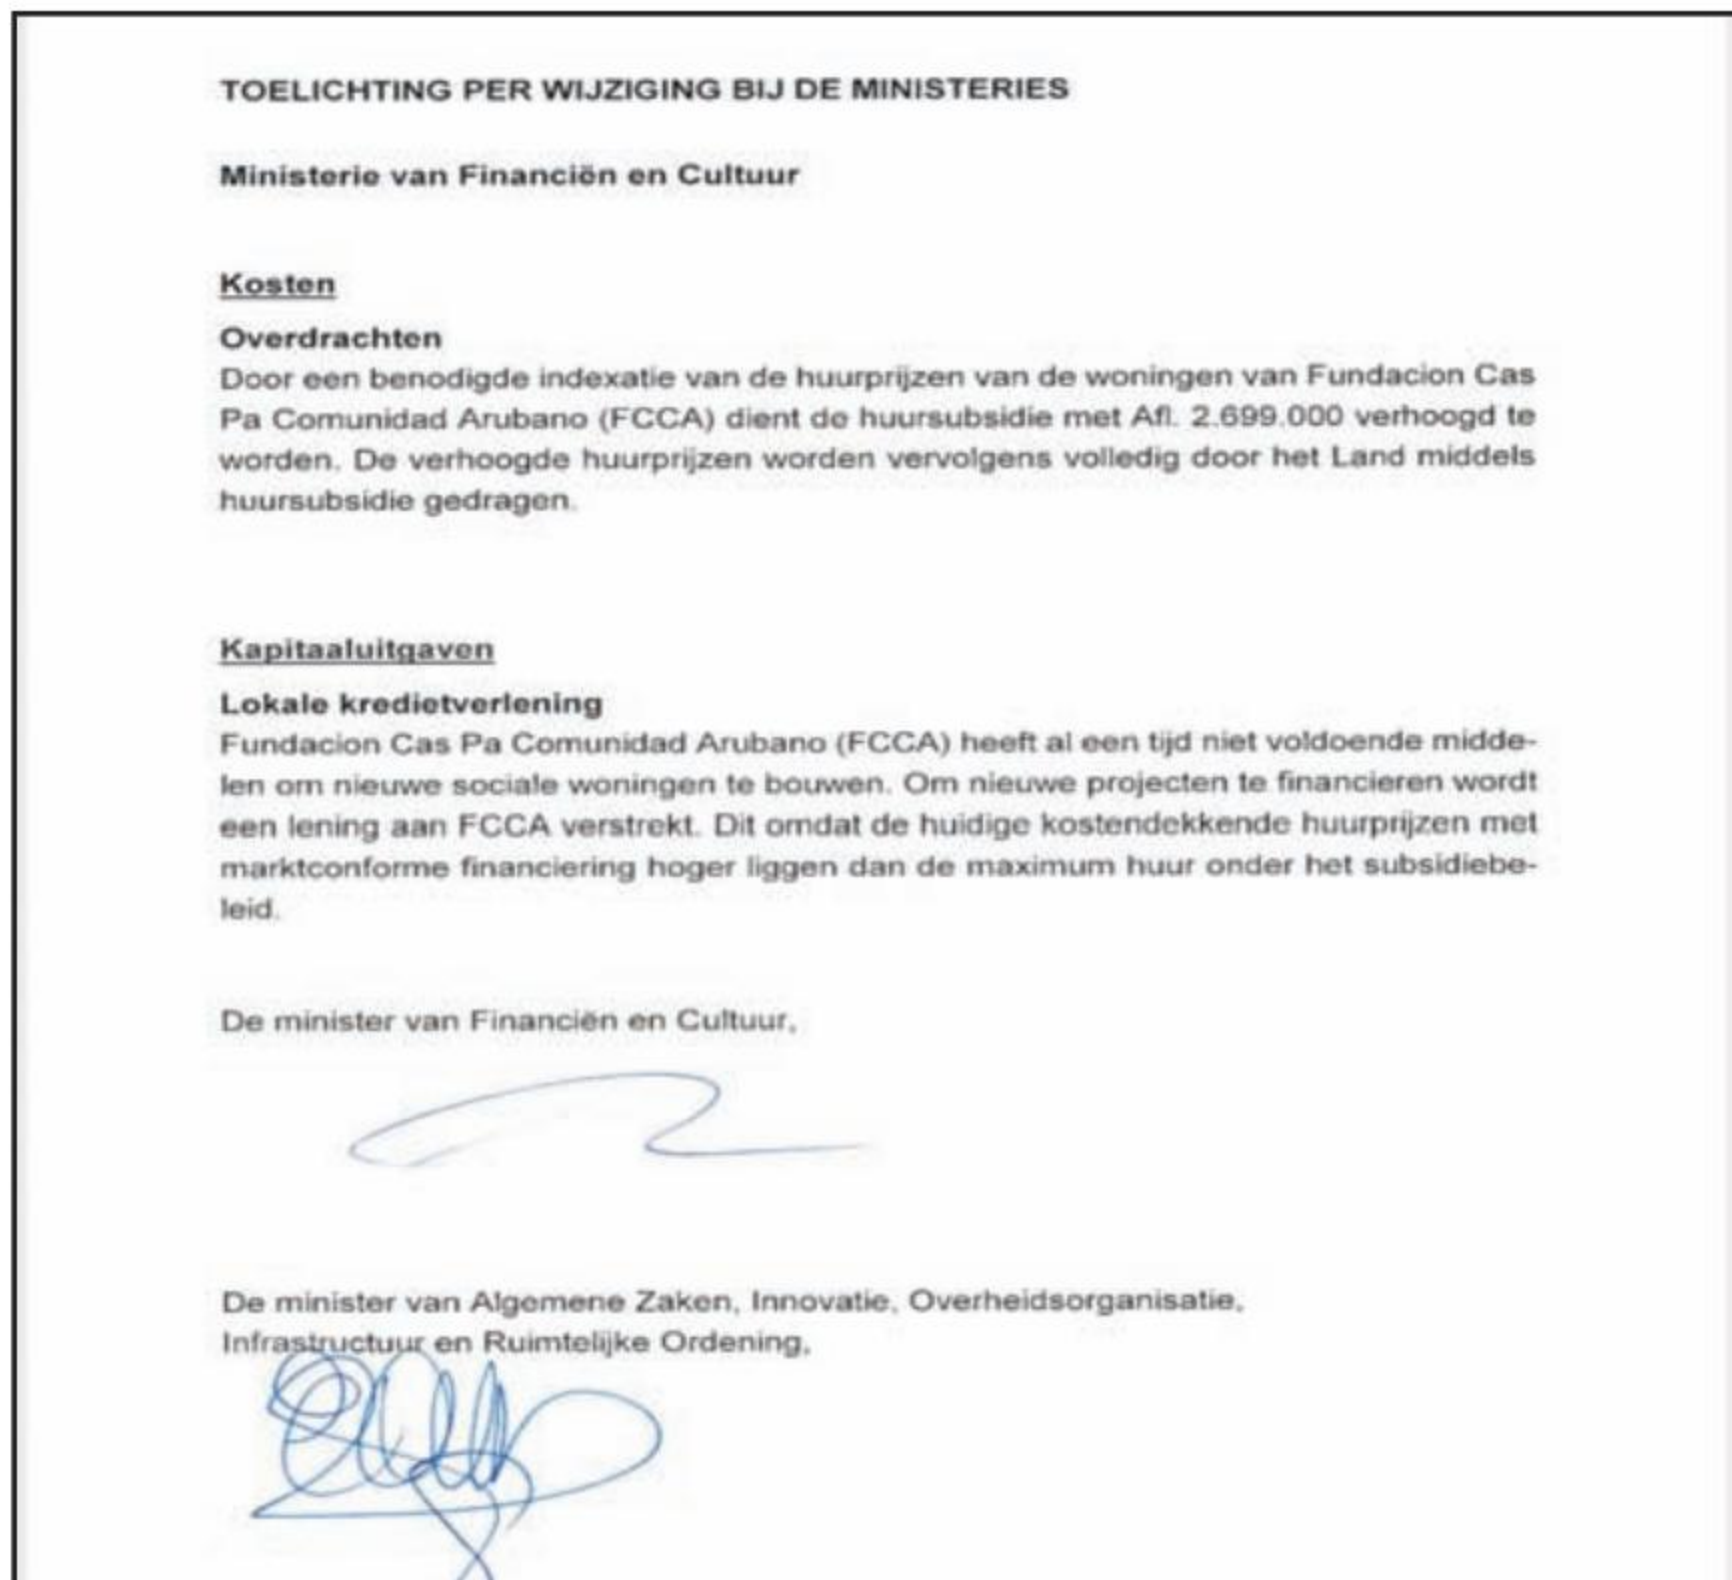 TOELICHTING PER WIJZIGING BIJ DE MINISTERIES
Ministerie van Financiën en Cultuur
Kosten
Overdrachten
Door een benodigde indexatie van de huurprijzen van de woningen van Fundacion Cas
Pa Comunidad Arubano (FCCA) dient de huursubsidie met Afl. 2.699.000 verhoogd te
worden. De verhoogde huurprijzen worden vervolgens volledig door het Land middels
huursubsidie gedragen.
Kapitaaluitgaven
Lokale kredietverlening
Fundacion Cas Pa Comunidad Arubano (FCCA) heeft al een tijd niet voldoende midde-
len om nieuwe sociale woningen te bouwen. Om nieuwe projecten te financieren wordt
een lening aan FCCA verstrekt. Dit omdat de huidige kostendekkende huurprijzen met
marktconforme financiering hoger liggen dan de maximum huur onder het subsidiebe-
leid.
De minister van Financiën en Cultuur,
De minister van Algemene Zaken, Innovatie, Overheidsorganisatie,
Infrastructuur en Ruimtelijke Ordening,